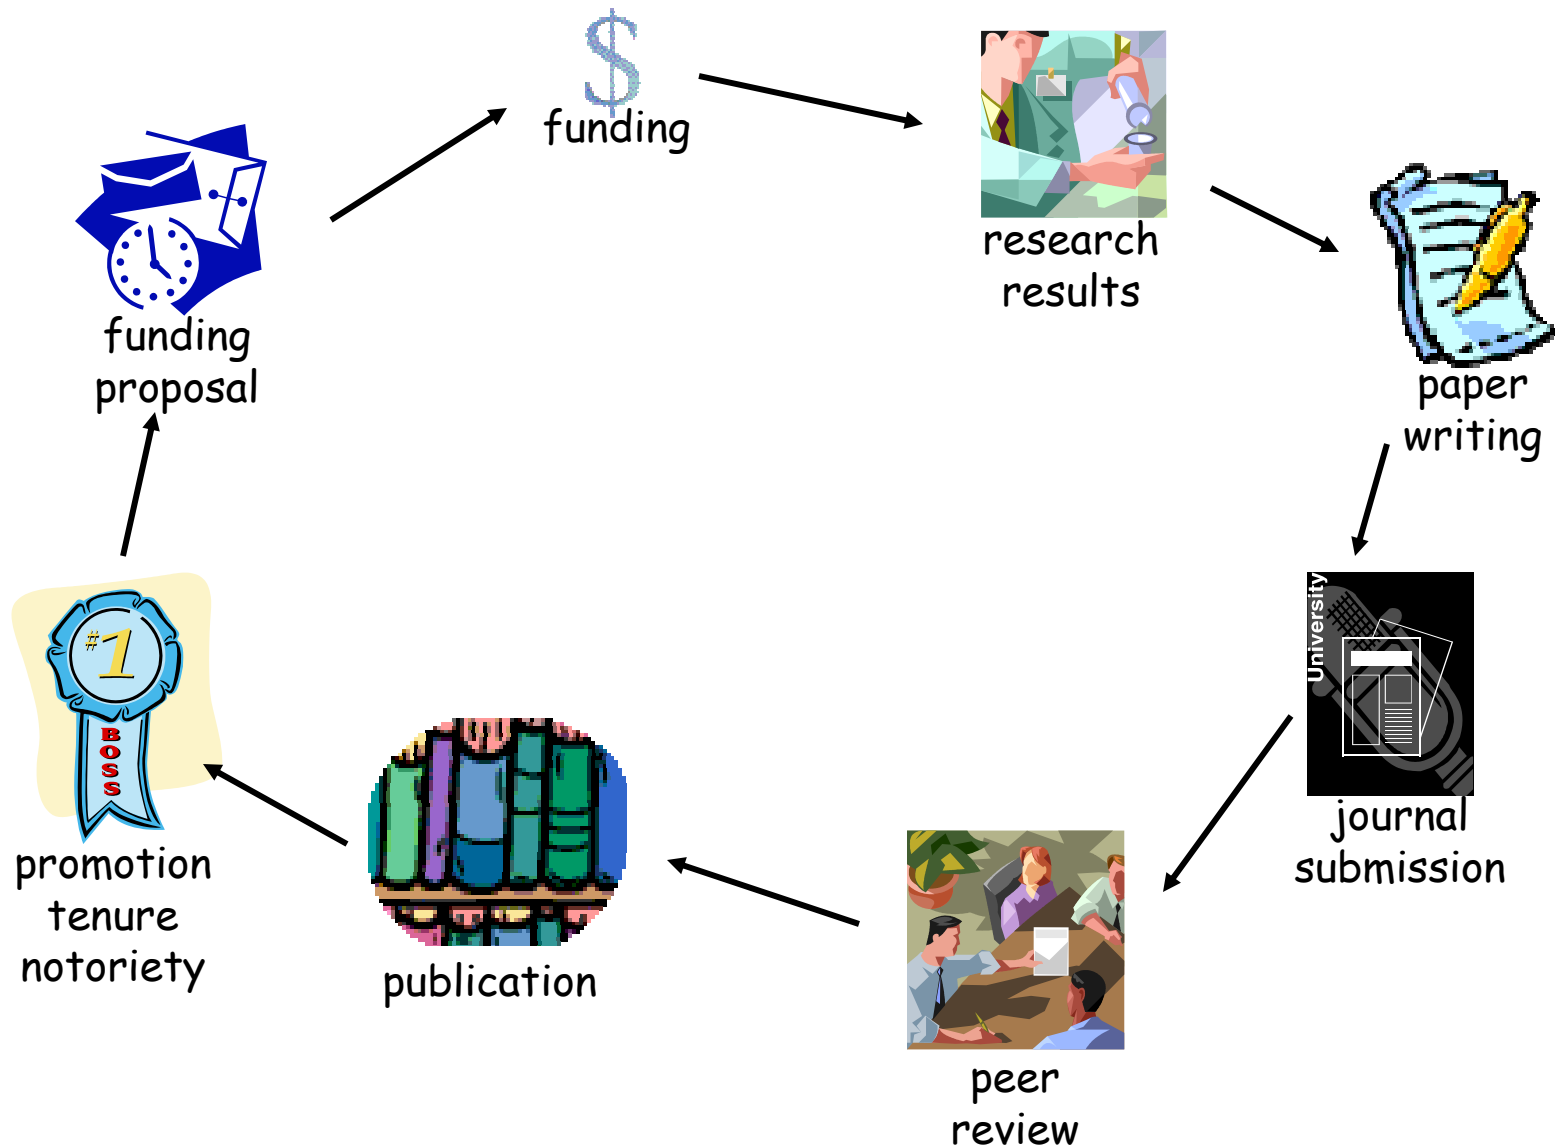 $
funding
research
results
paper
writing
University
journal
submission
peer
review
publication
#1
BOSS
promotion
tenure
notoriety
funding
proposal